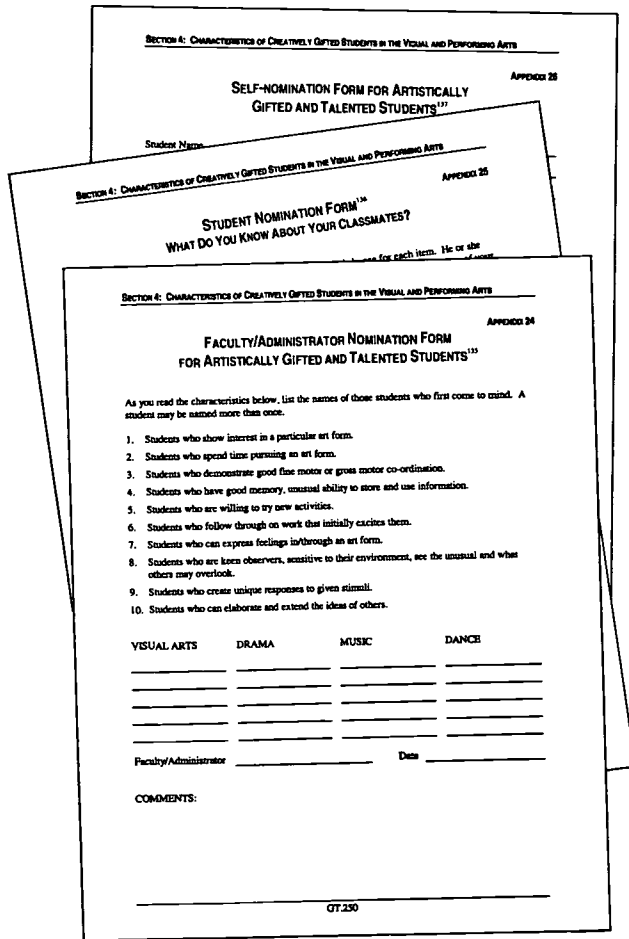 SECTION 4: CHARACTERISTICS OF CREATIVELY GIFTED STUDENTS IN THE VISUAL AND PERFORMING ARTS
APPENDIX 26
SELF-NOMINATION FORM FOR ARTISTICALLY
GIFTED AND TALENTED STUDENTS¹³⁷
Student Name
SECTION 4: CHARACTERISTICS OF CREATIVELY GIFTED STUDENTS IN THE VISUAL AND PERFORMING ARTS
APPENDIX 25
STUDENT NOMINATION FORM¹³⁶
WHAT DO YOU KNOW ABOUT YOUR CLASSMATES?
for each item. He or she
SECTION 4: CHARACTERISTICS OF CREATIVELY GIFTED STUDENTS IN THE VISUAL AND PERFORMING ARTS
APPENDIX 24
FACULTY/ADMINISTRATOR NOMINATION FORM
FOR ARTISTICALLY GIFTED AND TALENTED STUDENTS¹³⁵
As you read the characteristics below, list the names of those students who first come to mind. A
student may be named more than once.
1. Students who show interest in a particular art form.
2. Students who spend time pursuing an art form.
3. Students who demonstrate good fine motor or gross motor co-ordination.
4. Students who have good memory, unusual ability to store and use information.
5. Students who are willing to try new activities.
6. Students who follow through on work that initially excites them.
7. Students who can express feelings in/through an art form.
8. Students who are keen observers, sensitive to their environment, see the unusual and what
others may overlook.
9. Students who create unique responses to given stimuli.
10. Students who can elaborate and extend the ideas of others.
VISUAL ARTS DRAMA MUSIC DANCE
Faculty/Administrator Date
COMMENTS:
GT.250